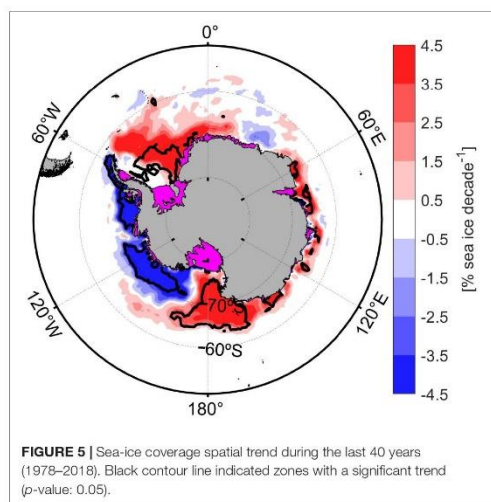 0°
60°W
60°E
120°W
120°E
70°S
60°S
180°
4.5
3.5
2.5
1.5
0.5
-0.5
-1.5
-2.5
-3.5
-4.5
[% sea ice decade⁻¹]
FIGURE 5 | Sea-ice coverage spatial trend during the last 40 years
(1978–2018). Black contour line indicated zones with a significant trend
(p-value: 0.05).